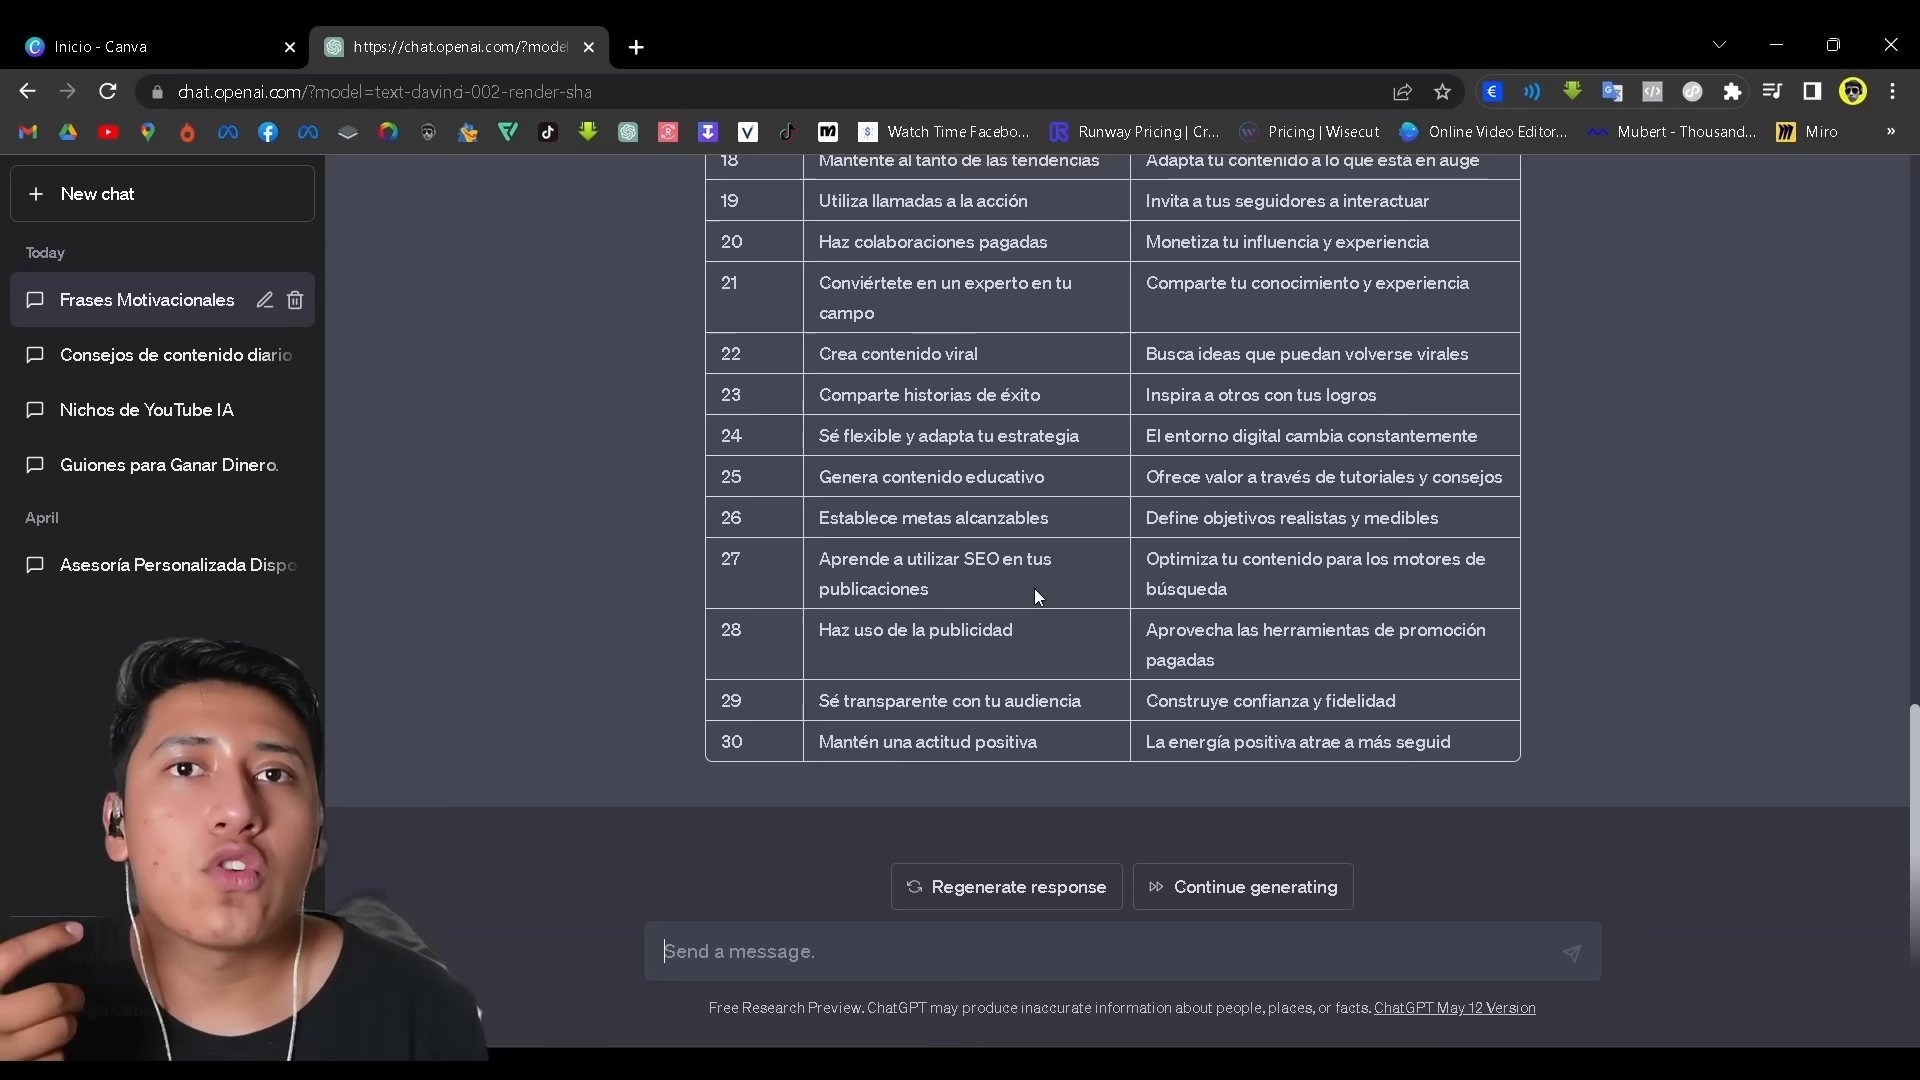 Inicio - Canva
https://chat.openai.com/?model
chat.openai.com/?model=text-davinci-002-render-sha
Watch Time Facebo...
Runway Pricing | Cr...
Pricing | Wisecut
Online Video Editor...
Mubert - Thousand...
Miro
»
New chat
Today
Frases Motivacionales
Consejos de contenido diario
Nichos de YouTube IA
Guiones para Ganar Dinero.
April
Asesoría Personalizada Dispo
18 Mantente al tanto de las tendencias Adapta tu contenido a lo que está en auge
19 Utiliza llamadas a la acción Invita a tus seguidores a interactuar
20 Haz colaboraciones pagadas Monetiza tu influencia y experiencia
21 Conviértete en un experto en tu Comparte tu conocimiento y experiencia
campo
22 Crea contenido viral Busca ideas que puedan volverse virales
23 Comparte historias de éxito Inspira a otros con tus logros
24 Sé flexible y adapta tu estrategia El entorno digital cambia constantemente
25 Genera contenido educativo Ofrece valor a través de tutoriales y consejos
26 Establece metas alcanzables Define objetivos realistas y medibles
27 Aprende a utilizar SEO en tus Optimiza tu contenido para los motores de
publicaciones búsqueda
28 Haz uso de la publicidad Aprovecha las herramientas de promoción
pagadas
29 Sé transparente con tu audiencia Construye confianza y fidelidad
30 Mantén una actitud positiva La energía positiva atrae a más seguid
Regenerate response
Continue generating
Send a message.
Free Research Preview. ChatGPT may produce inaccurate information about people, places, or facts. ChatGPT May 12 Version